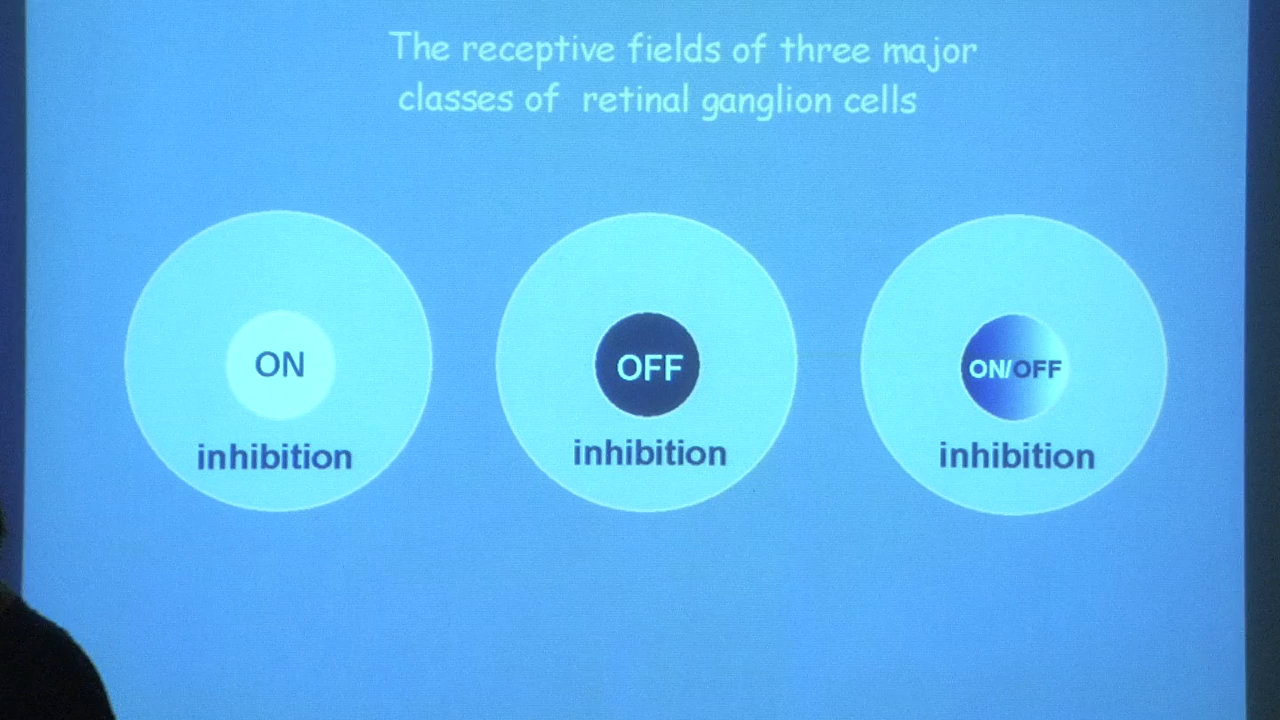 The receptive fields of three major
classes of retinal ganglion cells
ON
inhibition
OFF
inhibition
ON/OFF
inhibition